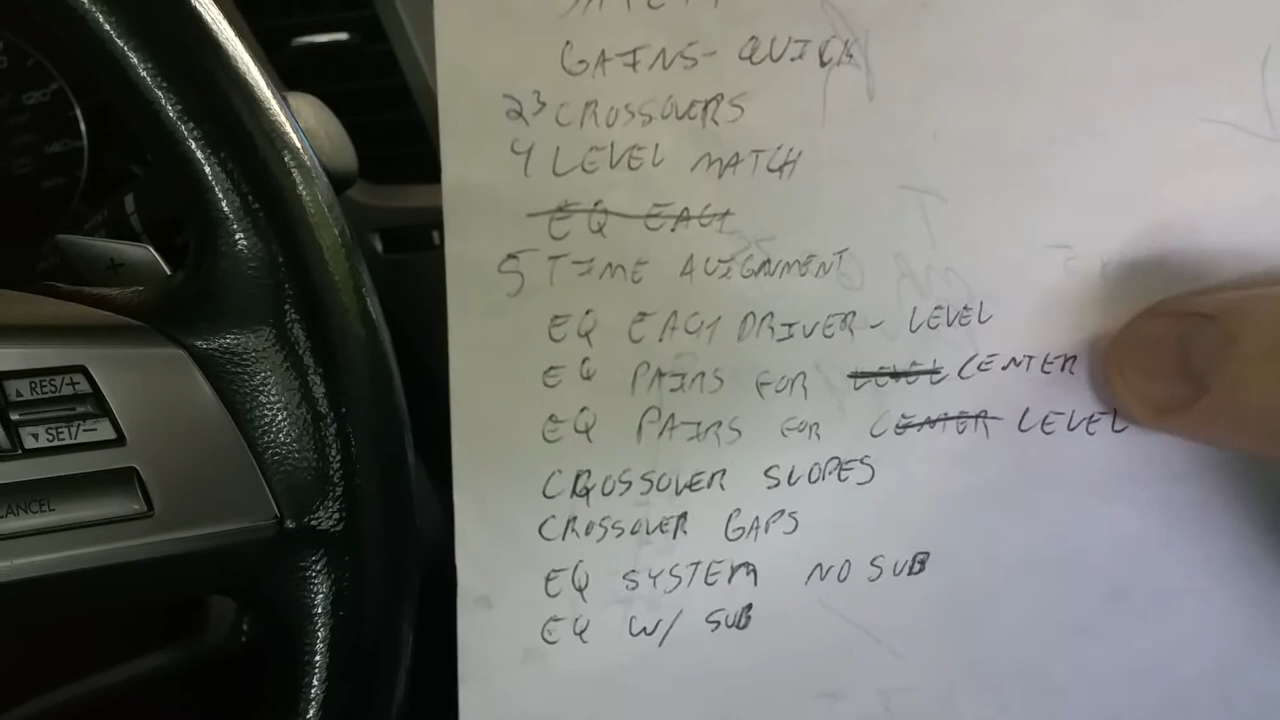 SAFETY
GAINS- QUICK
23 CROSSOVERS
4 LEVEL MATCH
EQ EACH
5 TIME ALIGNMENT
EQ EACH DRIVER - LEVEL
EQ PAIRS FOR LEVEL CENTER
EQ PAIRS FOR CENTER LEVEL
CROSSOVER SLOPES
CROSSOVER GAPS
EQ SYSTEM NO SUB
EQ W/ SUB
▲ RES/+
▼ SET/-
CANCEL
+